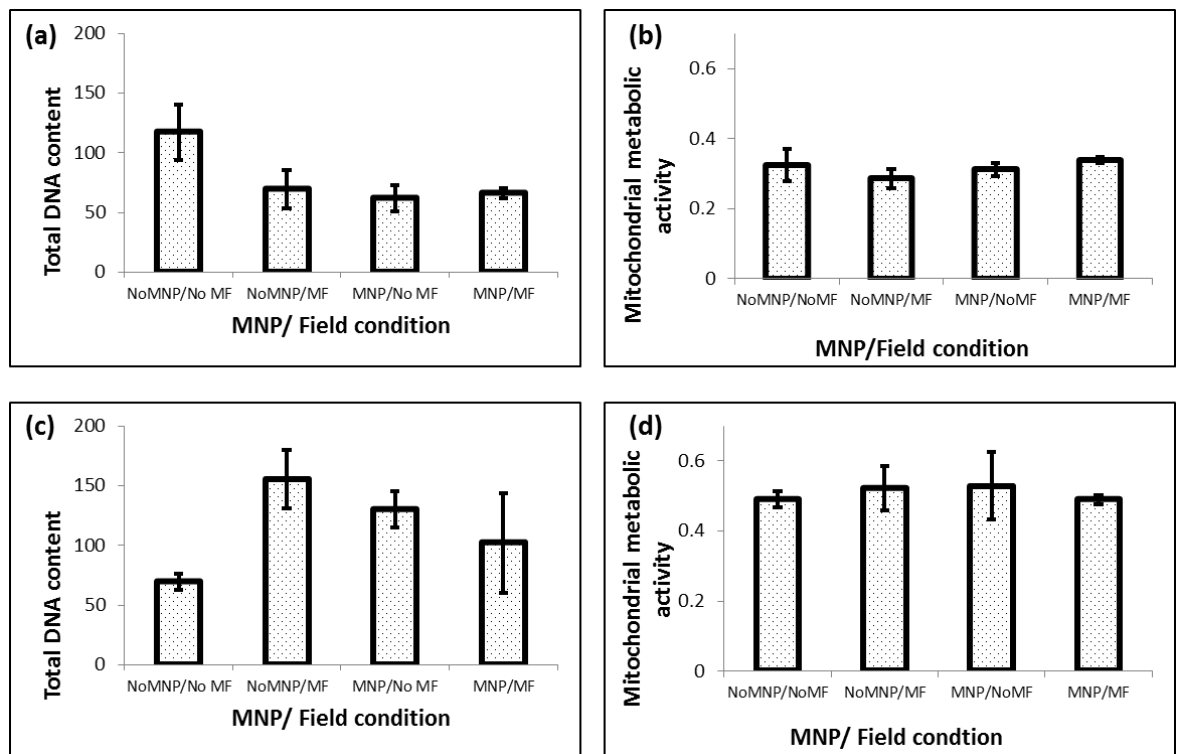 (a)
Total DNA content
200
150
100
50
0
NoMNP/No MF NoMNP/MF MNP/No MF MNP/MF
MNP/ Field condition
(b)
Mitochondrial metabolic
activity
0.6
0.4
0.2
0
NoMNP/NoMF NoMNP/MF MNP/NoMF MNP/MF
MNP/Field condition
(c)
Total DNA content
200
150
100
50
0
NoMNP/No MF NoMNP/MF MNP/No MF MNP/MF
MNP/ Field condition
(d)
Mitochondrial metabolic
activity
0.6
0.4
0.2
0
NoMNP/NoMF NoMNP/MF MNP/NoMF MNP/MF
MNP/ Field condition